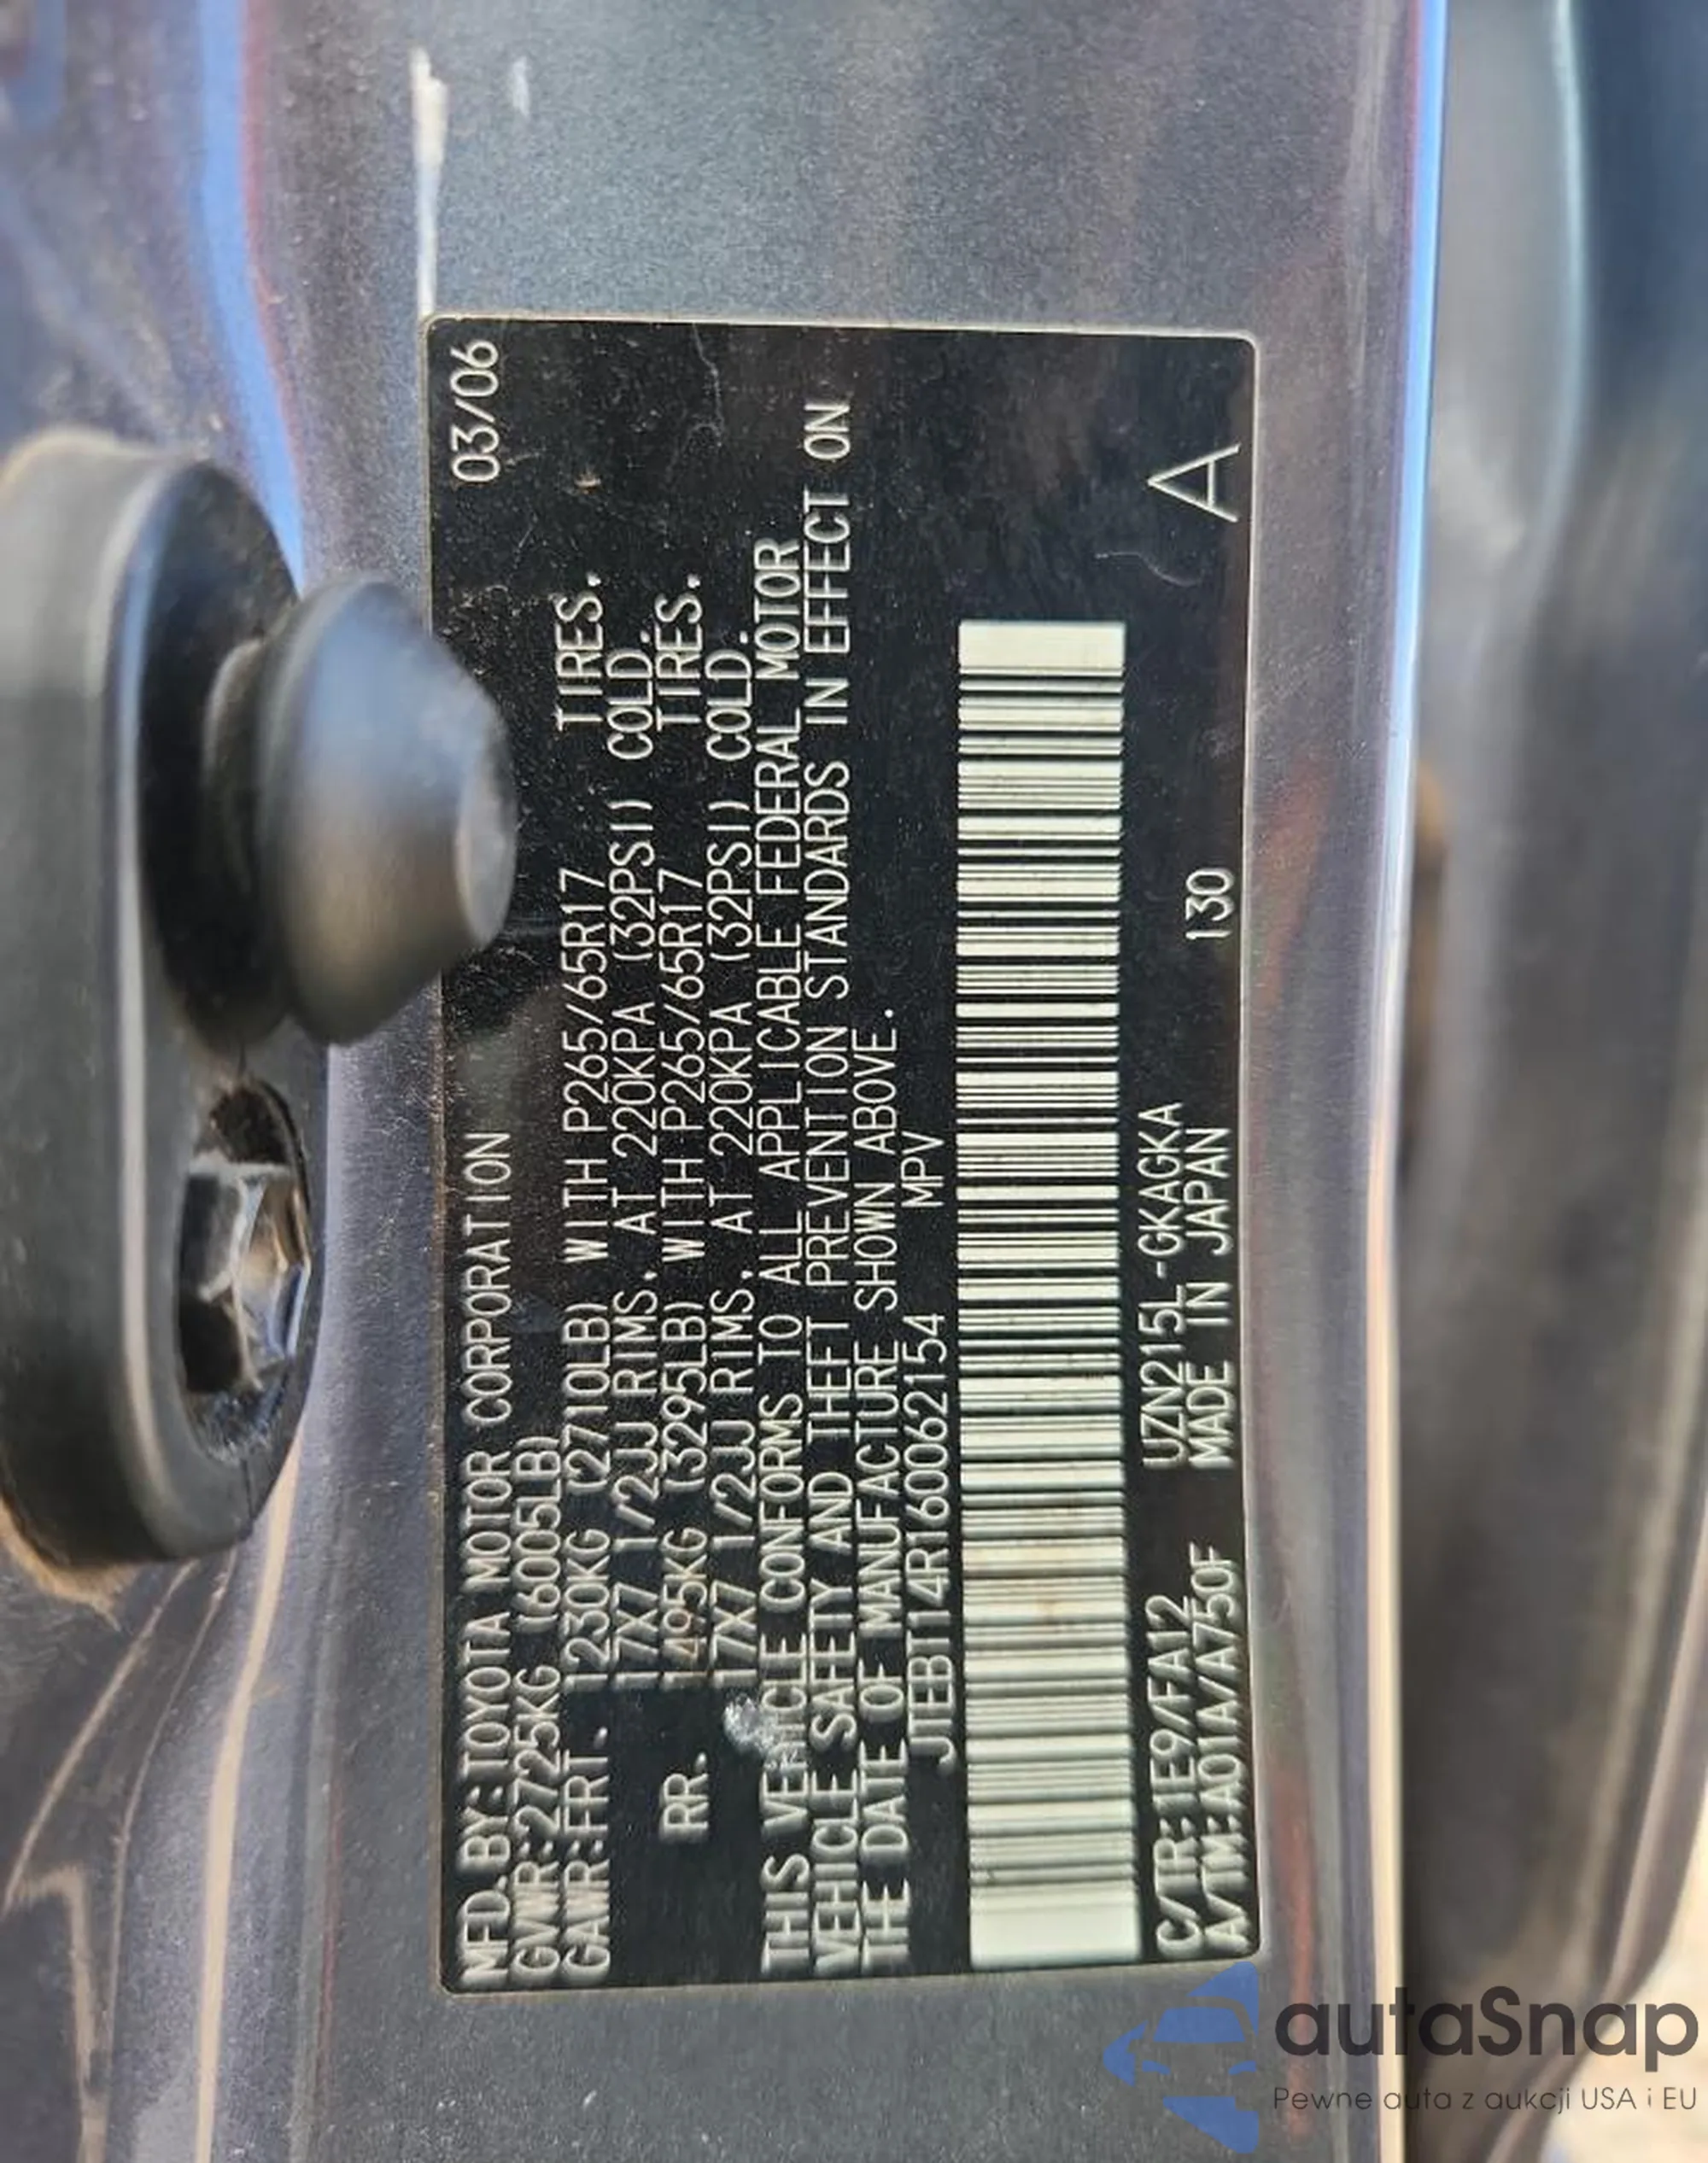 MFD.BY:TOYOTA MOTOR CORPORATION 03/06
GVWR:2725KG (6005LB)
GAWR:FRT. 1230KG (2710LB) WITH P265/65R17 TIRES.
17X7 1/2JJ RIMS, AT 220KPA (32PSI) COLD.
RR. 1495KG (3295LB) WITH P265/65R17 TIRES.
17X7 1/2JJ RIMS, AT 220KPA (32PSI) COLD.
THIS VEHICLE CONFORMS TO ALL APPLICABLE FEDERAL MOTOR
VEHICLE SAFETY AND THEFT PREVENTION STANDARDS IN EFFECT ON
THE DATE OF MANUFACTURE SHOWN ABOVE.
JTEBT14R160062154 MPV
C/TR:1E9/FA12 UZN215L-GKAGKA
A/TM:A01A/A750F MADE IN JAPAN 130 A
autaSnap
Pewne auta z aukcji USA i EU